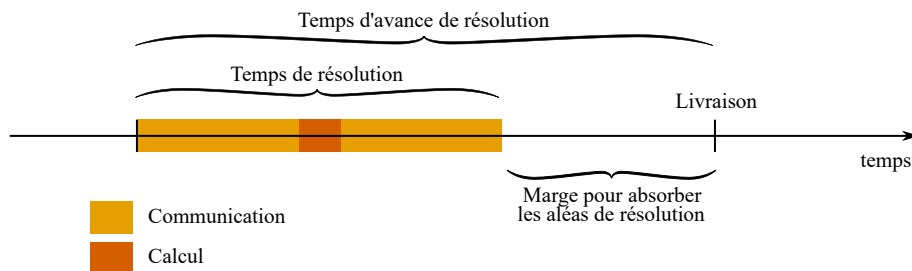 Temps d'avance de résolution
Temps de résolution
Livraison
temps
Marge pour absorber
les aléas de résolution
Communication
Calcul